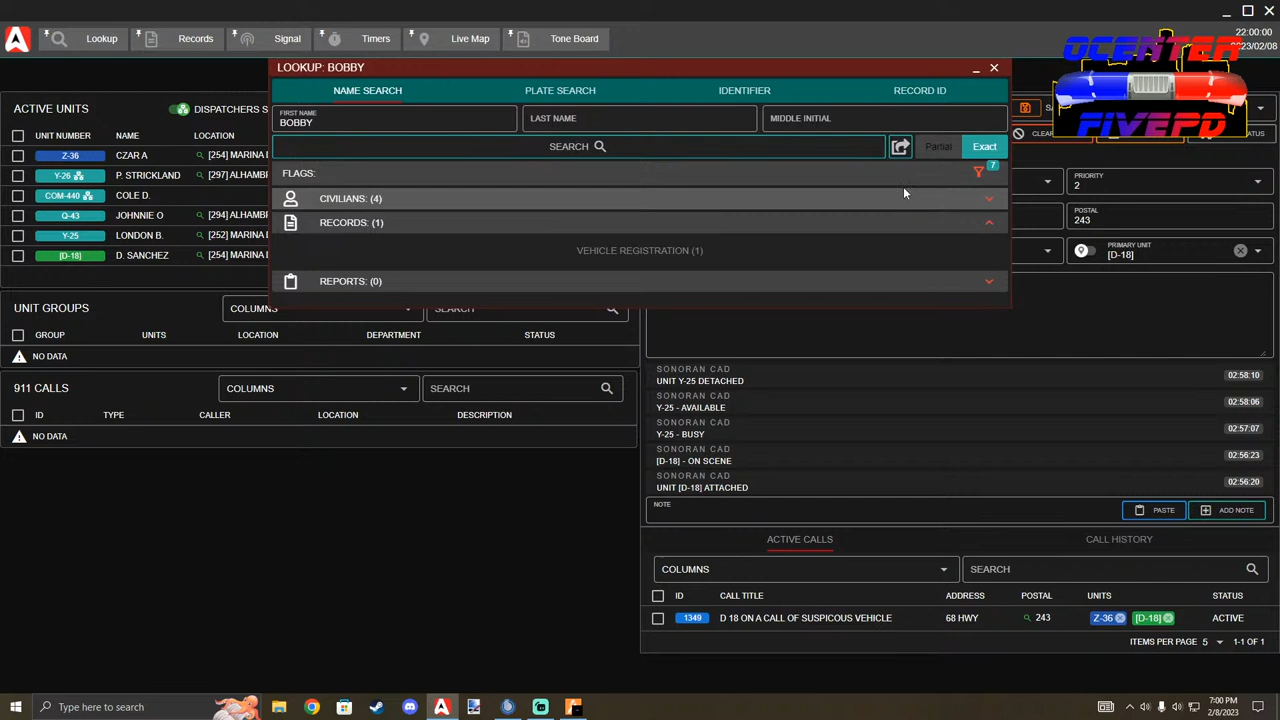 Lookup Records Signal Timers Live Map Tone Board
22:00:00
2023/02/08
OCENTER
FIVEPD
LOOKUP: BOBBY
NAME SEARCH PLATE SEARCH IDENTIFIER RECORD ID
FIRST NAME
BOBBY
LAST NAME
MIDDLE INITIAL
SEARCH Partial Exact
FLAGS: 7
CIVILIANS: (4)
RECORDS: (1)
VEHICLE REGISTRATION (1)
REPORTS: (0)
ACTIVE UNITS DISPATCHERS S
UNIT NUMBER NAME LOCATION
Z-36 CZAR A [254] MARINA D
Y-26 P. STRICKLAND [297] ALHAMBR
COM-440 COLE D.
Q-43 JOHNNIE O [294] ALHAMBR
Y-25 LONDON B. [252] MARINA D
[D-18] D. SANCHEZ [254] MARINA D
UNIT GROUPS COLUMNS SEARCH
GROUP UNITS LOCATION DEPARTMENT STATUS
NO DATA
911 CALLS COLUMNS SEARCH
ID TYPE CALLER LOCATION DESCRIPTION
NO DATA
CLEAR
PRIORITY
2
POSTAL
243
PRIMARY UNIT
[D-18]
SONORAN CAD
UNIT Y-25 DETACHED 02:58:10
SONORAN CAD
Y-25 - AVAILABLE 02:58:06
SONORAN CAD
Y-25 - BUSY 02:57:07
SONORAN CAD
[D-18] - ON SCENE 02:56:23
SONORAN CAD
UNIT [D-18] ATTACHED 02:56:20
NOTE
PASTE ADD NOTE
ACTIVE CALLS CALL HISTORY
COLUMNS SEARCH
ID CALL TITLE ADDRESS POSTAL UNITS STATUS
1349 D 18 ON A CALL OF SUSPICOUS VEHICLE 68 HWY 243 Z-36 [D-18] ACTIVE
ITEMS PER PAGE 5 1-1 OF 1
Type here to search
7:00 PM
2/8/2023